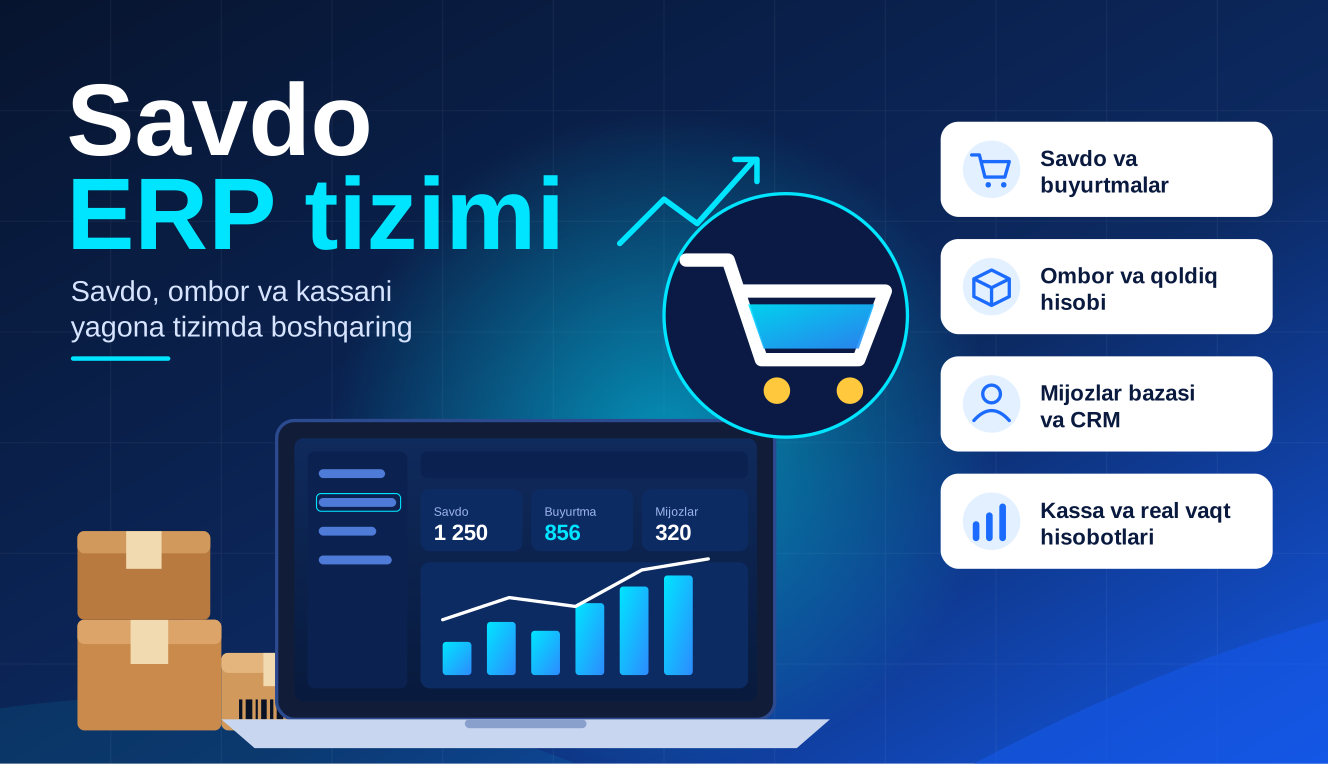 Savdo
ERP tizimi
Savdo, ombor va kassani
yagona tizimda boshqaring
Savdo va
buyurtmalar
Ombor va qoldiq
hisobi
Mijozlar bazasi
va CRM
Kassa va real vaqt
hisobotlari
Savdo
1 250
Buyurtma
856
Mijozlar
320